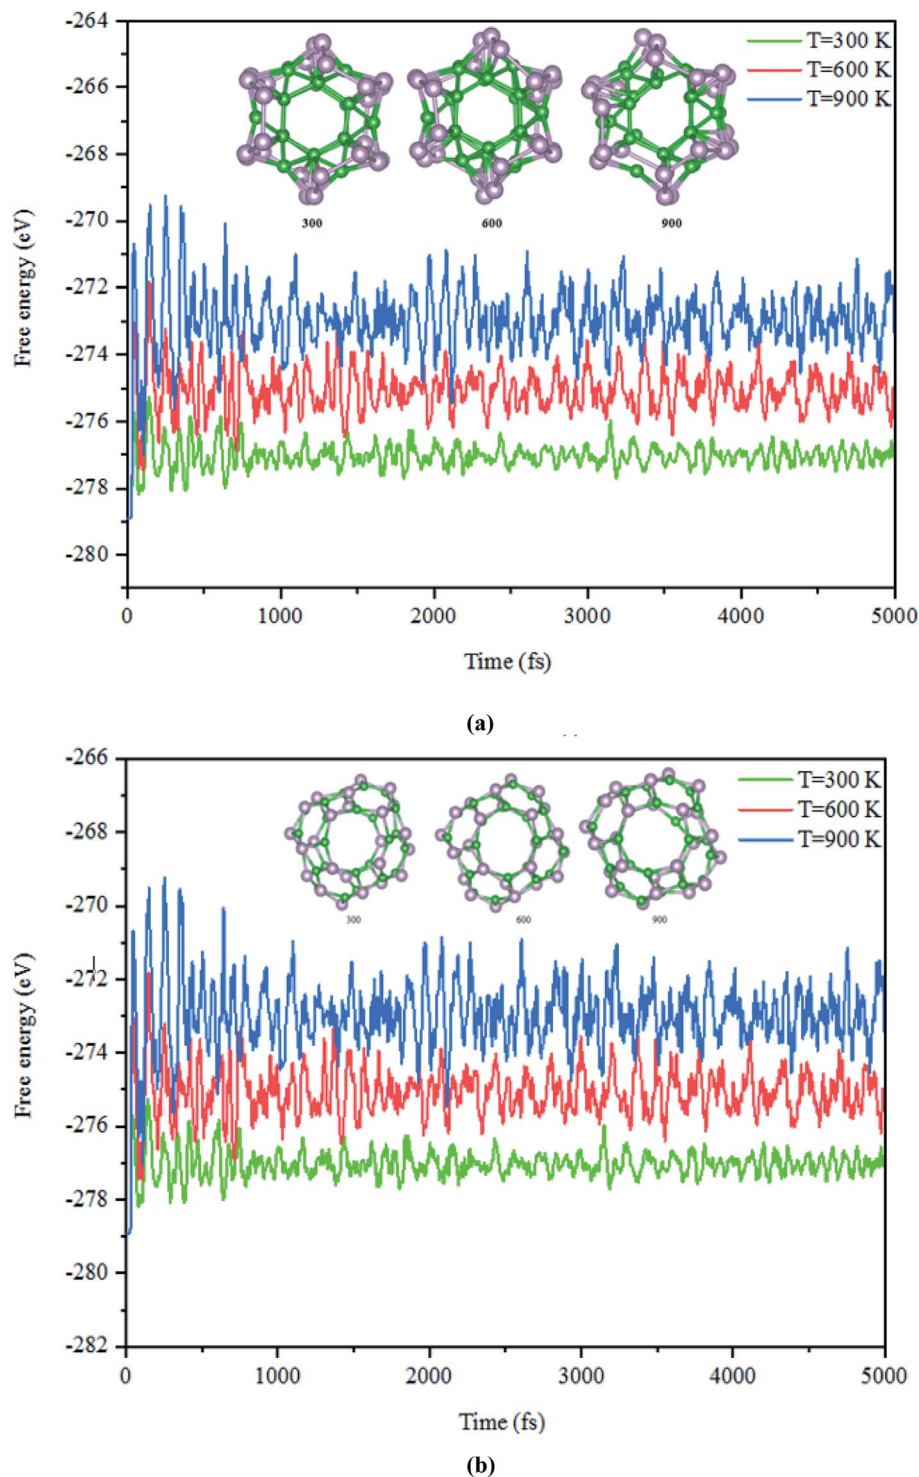 -264
-266
-268
-270
-272
-274
-276
-278
-280
Free energy (eV)
T=300 K
T=600 K
T=900 K
300 600 900
0 1000 2000 3000 4000 5000
Time (fs)
(a)
-266
-268
-270
-272
-274
-276
-278
-280
-282
Free energy (eV)
T=300 K
T=600 K
T=900 K
300 600 900
0 1000 2000 3000 4000 5000
Time (fs)
(b)